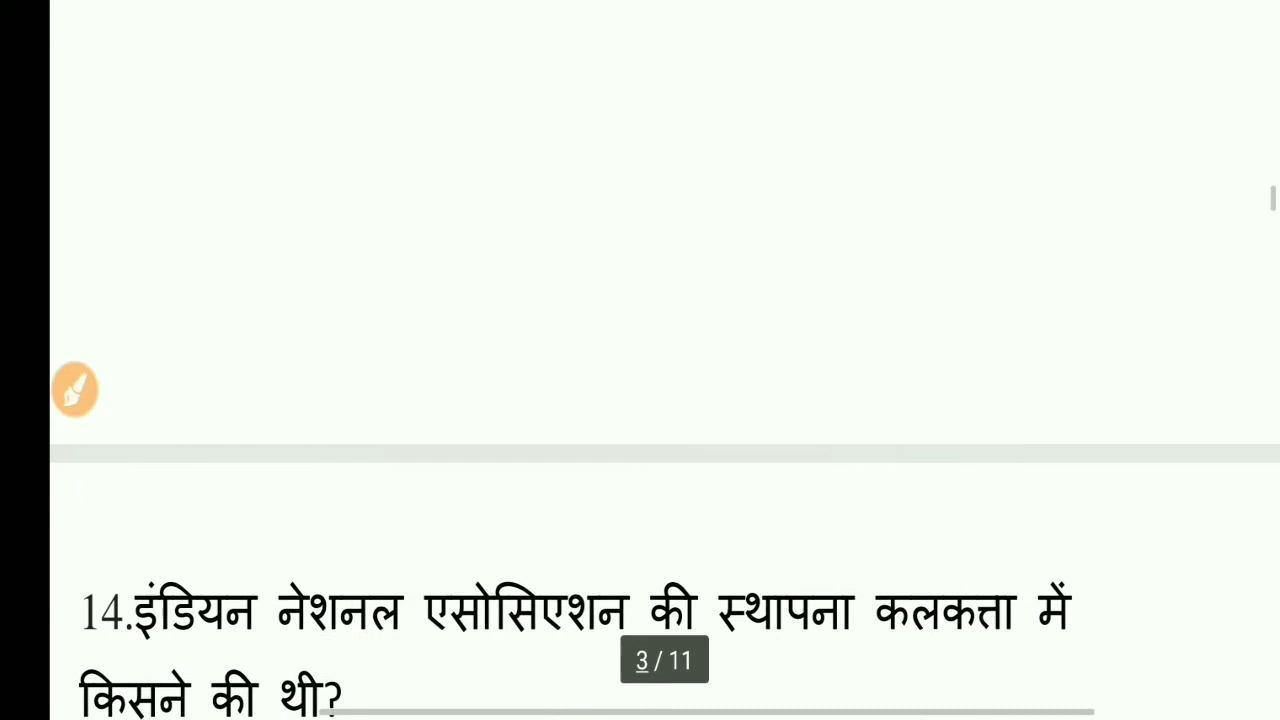 14.इंडियन नेशनल एसोसिएशन की स्थापना कलकत्ता में
3 / 11
किसने की थी?